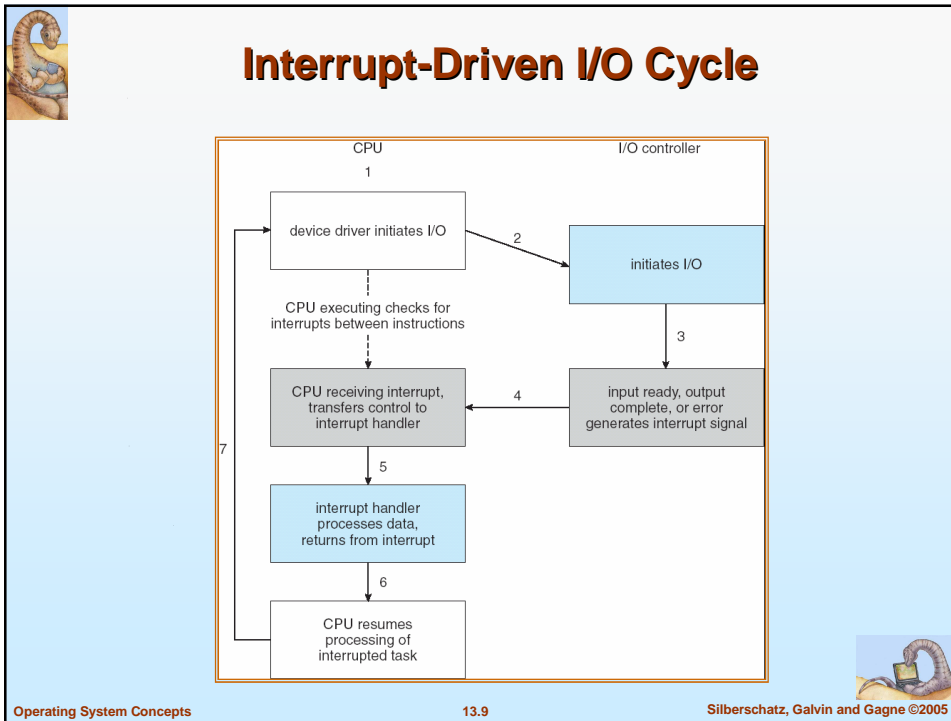 Interrupt-Driven I/O Cycle
CPU
I/O controller
1
device driver initiates I/O
2
initiates I/O
CPU executing checks for
interrupts between instructions
3
CPU receiving interrupt,
transfers control to
interrupt handler
4
input ready, output
complete, or error
generates interrupt signal
7
5
interrupt handler
processes data,
returns from interrupt
6
CPU resumes
processing of
interrupted task
Operating System Concepts
13.9
Silberschatz, Galvin and Gagne ©2005